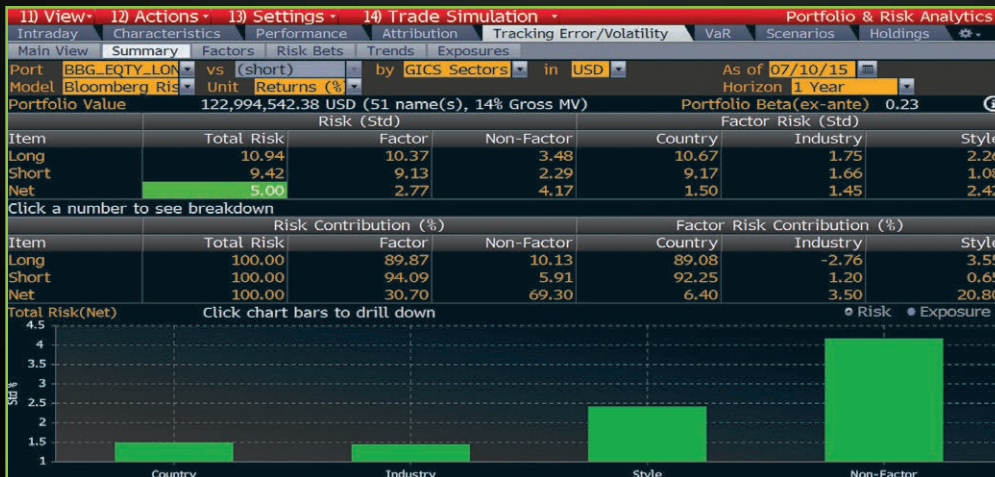 11) View 12) Actions 13) Settings 14) Trade Simulation Portfolio & Risk Analytics
Intraday Characteristics Performance Attribution Tracking Error/Volatility VaR Scenarios Holdings
Main View Summary Factors Risk Bets Trends Exposures
Port BBG_EQTY_LON vs (short) by GICS Sectors in USD As of 07/10/15
Model Bloomberg Ris Unit Returns (% Horizon 1 Year
Portfolio Value 122,994,542.38 USD (51 name(s), 14% Gross MV) Portfolio Beta(ex-ante) 0.23
Risk (Std) Factor Risk (Std)
Item Total Risk Factor Non-Factor Country Industry Style
Long 10.94 10.37 3.48 10.67 1.75 2.26
Short 9.42 9.13 2.29 9.17 1.66 1.08
Net 5.00 2.77 4.17 1.50 1.45 2.42
Click a number to see breakdown
Risk Contribution (%) Factor Risk Contribution (%)
Item Total Risk Factor Non-Factor Country Industry Style
Long 100.00 89.87 10.13 89.08 -2.76 3.55
Short 100.00 94.09 5.91 92.25 1.20 0.65
Net 100.00 30.70 69.30 6.40 3.50 20.80
Total Risk(Net) Click chart bars to drill down Risk Exposure
4.5
4
3.5
3
Std %
2.5
2
1.5
1
Country Industry Style Non-Factor